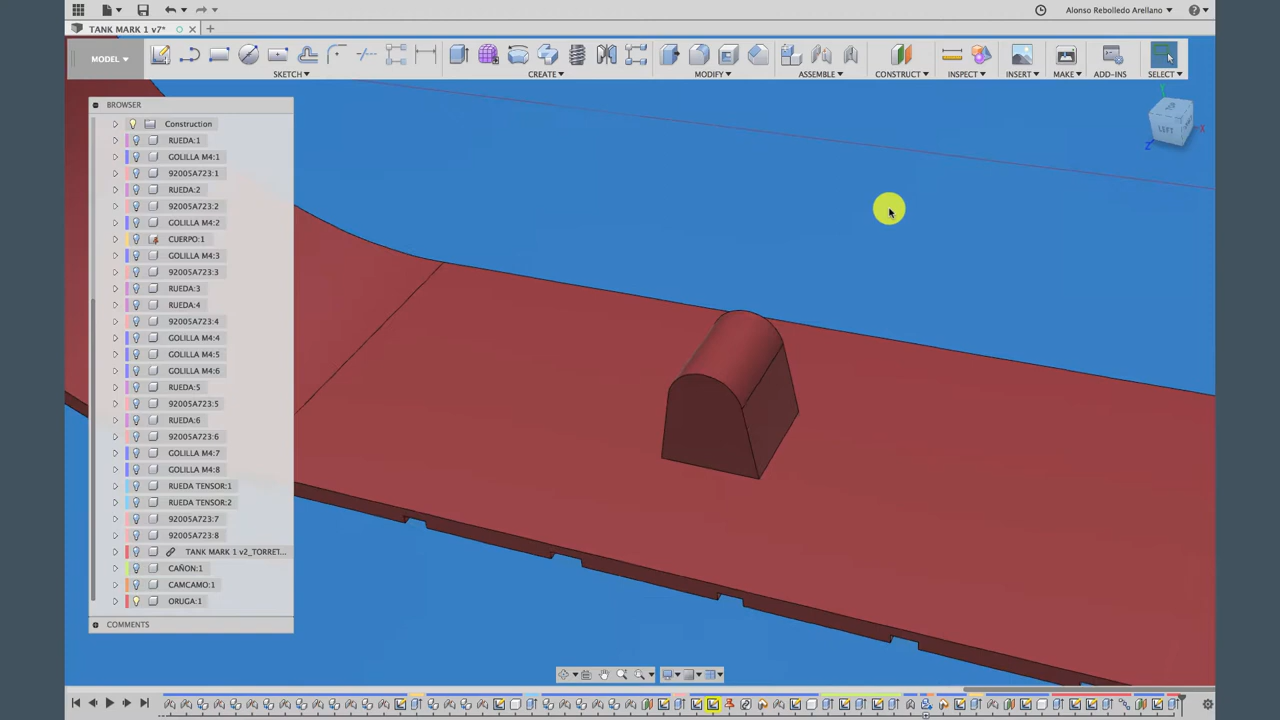 Alonso Rebolledo Arellano
TANK MARK 1 v7*
MODEL
SKETCH
CREATE
MODIFY
ASSEMBLE
CONSTRUCT
INSPECT
INSERT
MAKE
ADD-INS
SELECT
BROWSER
Construction
RUEDA:1
GOLILLA M4:1
92005A723:1
RUEDA:2
92005A723:2
GOLILLA M4:2
CUERPO:1
GOLILLA M4:3
92005A723:3
RUEDA:3
RUEDA:4
92005A723:4
GOLILLA M4:4
GOLILLA M4:5
GOLILLA M4:6
RUEDA:5
92005A723:5
RUEDA:6
92005A723:6
GOLILLA M4:7
GOLILLA M4:8
RUEDA TENSOR:1
RUEDA TENSOR:2
92005A723:7
92005A723:8
TANK MARK 1 v2_TORRET...
CAÑON:1
CAMCAMO:1
ORUGA:1
COMMENTS
LEFT
X
Y
Z